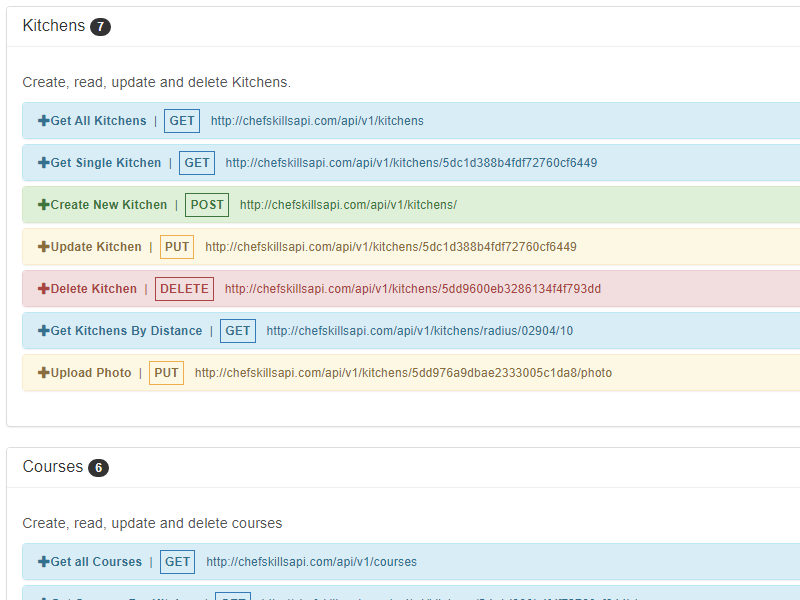 Kitchens 7
Create, read, update and delete Kitchens.
Get All Kitchens | GET http://chefskillsapi.com/api/v1/kitchens
Get Single Kitchen | GET http://chefskillsapi.com/api/v1/kitchens/5dc1d388b4fdf72760cf6449
Create New Kitchen | POST http://chefskillsapi.com/api/v1/kitchens/
Update Kitchen | PUT http://chefskillsapi.com/api/v1/kitchens/5dc1d388b4fdf72760cf6449
Delete Kitchen | DELETE http://chefskillsapi.com/api/v1/kitchens/5dd9600eb3286134f4f793dd
Get Kitchens By Distance | GET http://chefskillsapi.com/api/v1/kitchens/radius/02904/10
Upload Photo | PUT http://chefskillsapi.com/api/v1/kitchens/5dd976a9dbae2333005c1da8/photo
Courses 6
Create, read, update and delete courses
Get all Courses | GET http://chefskillsapi.com/api/v1/courses